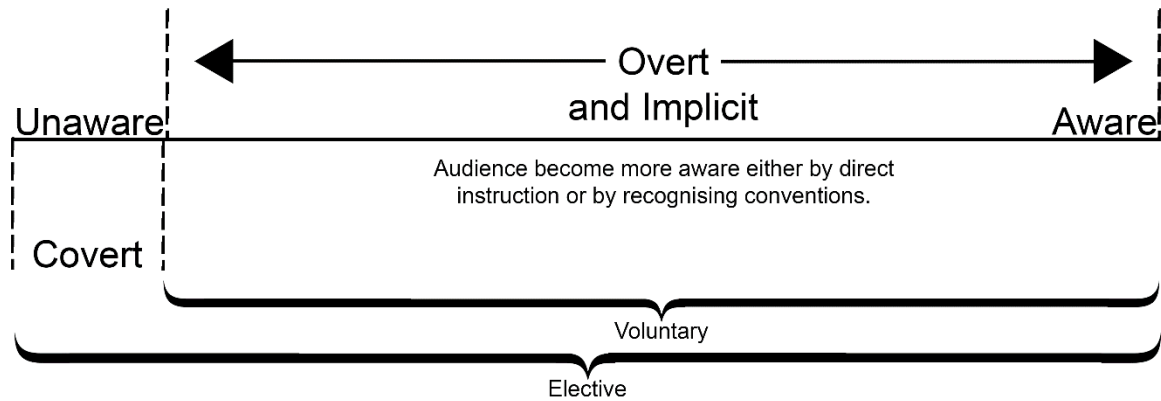 Overt
and Implicit
Unaware
Aware
Audience become more aware either by direct
instruction or by recognising conventions.
Covert
Voluntary
Elective